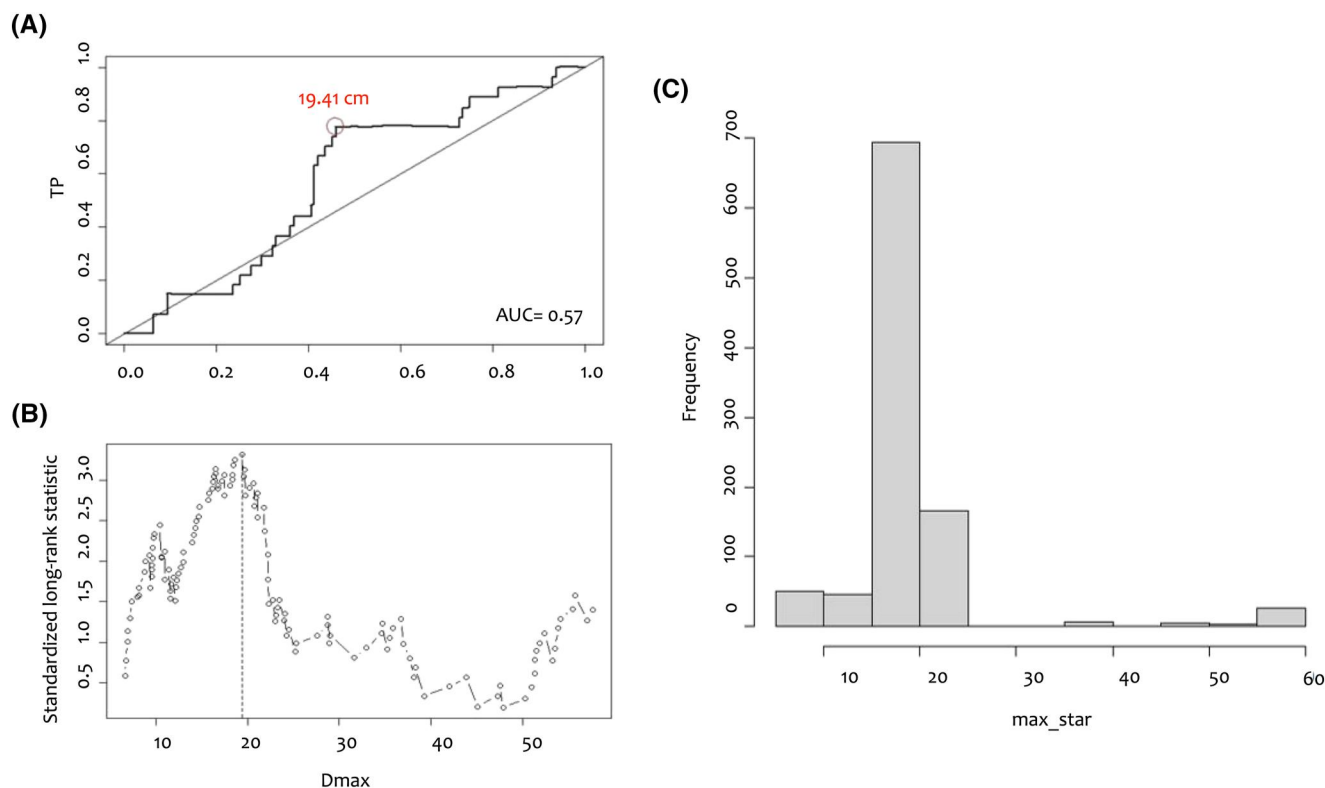 (A)
1.0
0.8
0.6
0.4
0.2
0.0
TP
19.41 cm
AUC= 0.57
0.0 0.2 0.4 0.6 0.8 1.0
(B)
3.0
2.5
2.0
1.5
1.0
0.5
Standardized long-rank statistic
10 20 30 40 50
Dmax
(C)
700
600
500
400
300
200
100
0
Frequency
10 20 30 40 50 60
max_star